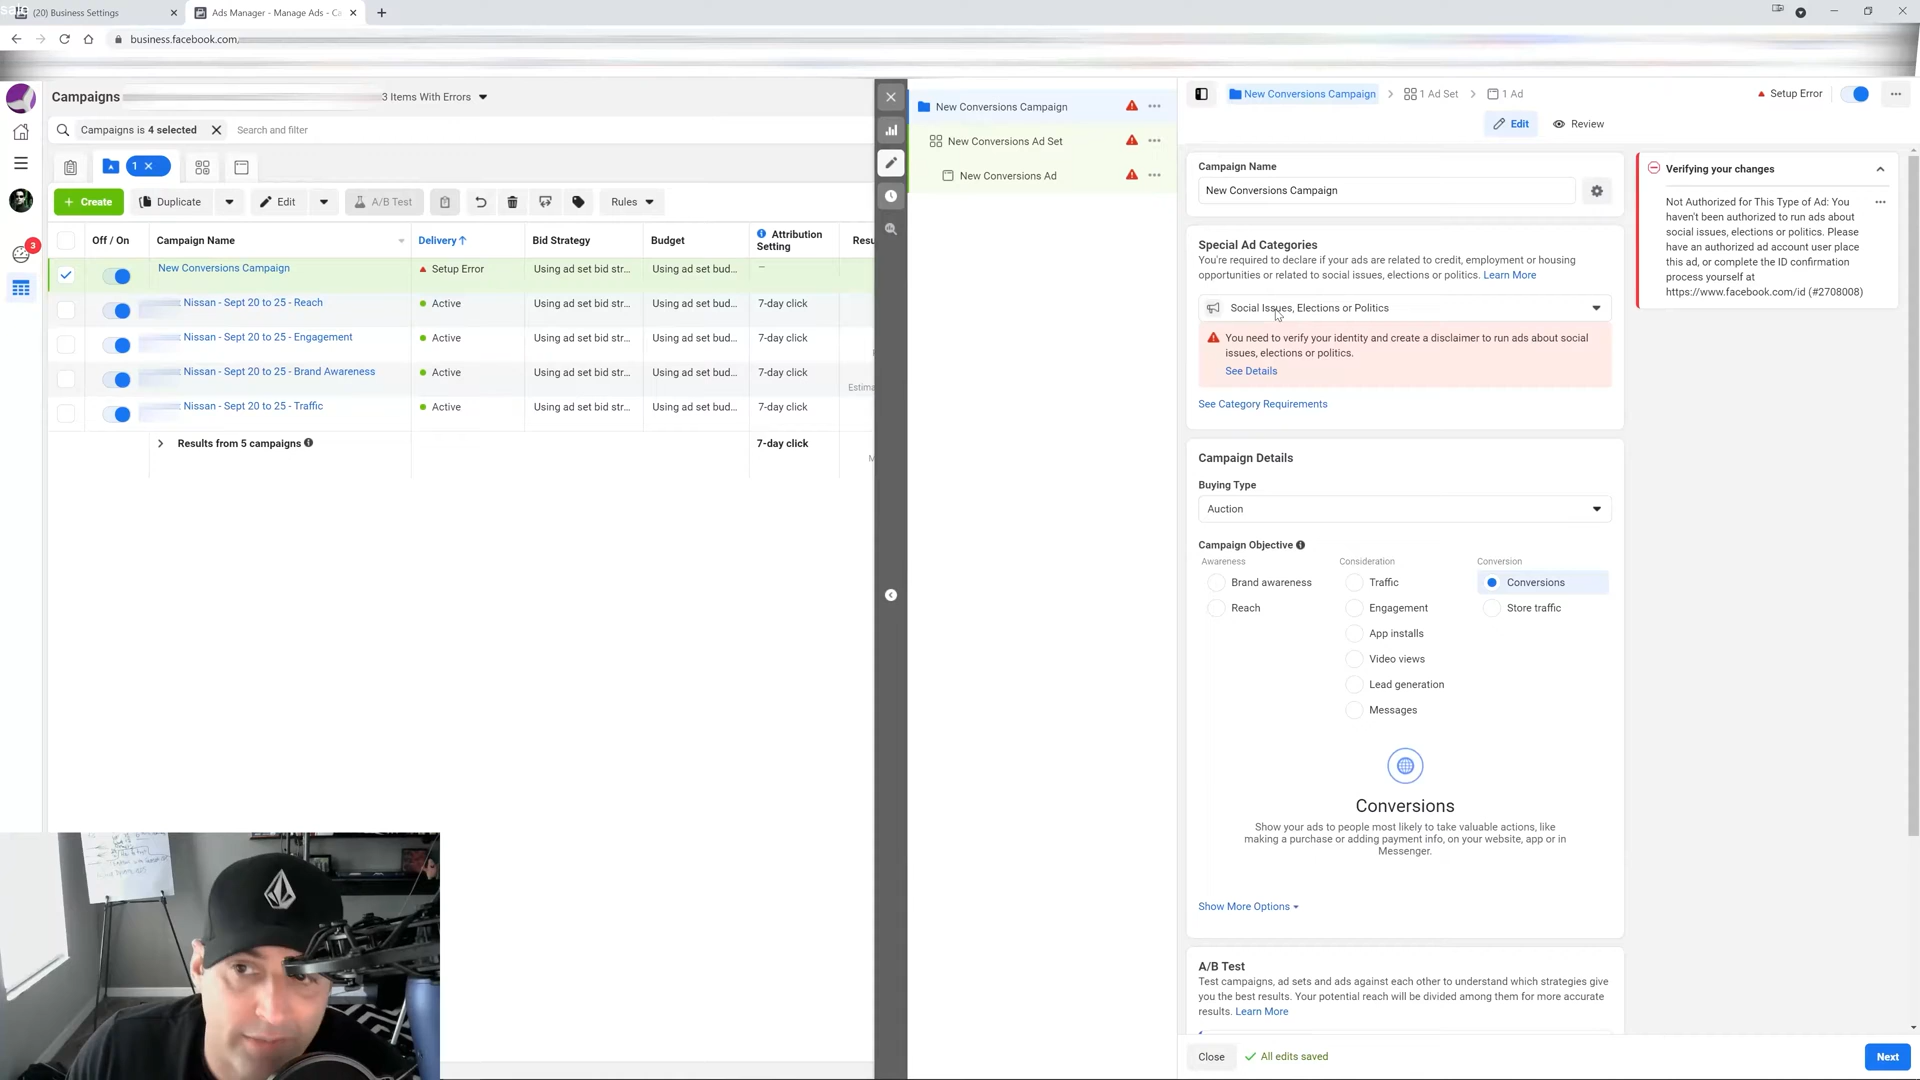 (20) Business Settings
Ads Manager - Manage Ads - Ca
business.facebook.com
Campaigns
3 Items With Errors
Campaigns is 4 selected
Search and filter
1
+ Create
Duplicate
Edit
A/B Test
Rules
Off / On
Campaign Name
Delivery↑
Bid Strategy
Budget
Attribution
Setting
Resu
3
New Conversions Campaign
Setup Error
Using ad set bid str...
Using ad set bud...
—
Nissan - Sept 20 to 25 - Reach
Active
Using ad set bid str...
Using ad set bud...
7-day click
Nissan - Sept 20 to 25 - Engagement
Active
Using ad set bid str...
Using ad set bud...
7-day click
Nissan - Sept 20 to 25 - Brand Awareness
Active
Using ad set bid str...
Using ad set bud...
7-day click
Estima
Nissan - Sept 20 to 25 - Traffic
Active
Using ad set bid str...
Using ad set bud...
7-day click
Results from 5 campaigns
7-day click
M
New Conversions Campaign
New Conversions Ad Set
New Conversions Ad
New Conversions Campaign
1 Ad Set
1 Ad
Setup Error
Edit
Review
Campaign Name
New Conversions Campaign
Special Ad Categories
You're required to declare if your ads are related to credit, employment or housing
opportunities or related to social issues, elections or politics. Learn More
Social Issues, Elections or Politics
You need to verify your identity and create a disclaimer to run ads about social
issues, elections or politics.
See Details
See Category Requirements
Campaign Details
Buying Type
Auction
Campaign Objective
Awareness
Consideration
Conversion
Brand awareness
Traffic
Conversions
Reach
Engagement
Store traffic
App installs
Video views
Lead generation
Messages
Conversions
Show your ads to people most likely to take valuable actions, like
making a purchase or adding payment info, on your website, app or in
Messenger.
Show More Options
A/B Test
Test campaigns, ad sets and ads against each other to understand which strategies give
you the best results. Your potential reach will be divided among them for more accurate
results. Learn More
Close
All edits saved
Next
Verifying your changes
Not Authorized for This Type of Ad: You
haven't been authorized to run ads about
social issues, elections or politics. Please
have an authorized ad account user place
this ad, or complete the ID confirmation
process yourself at
https://www.facebook.com/id (#2708008)